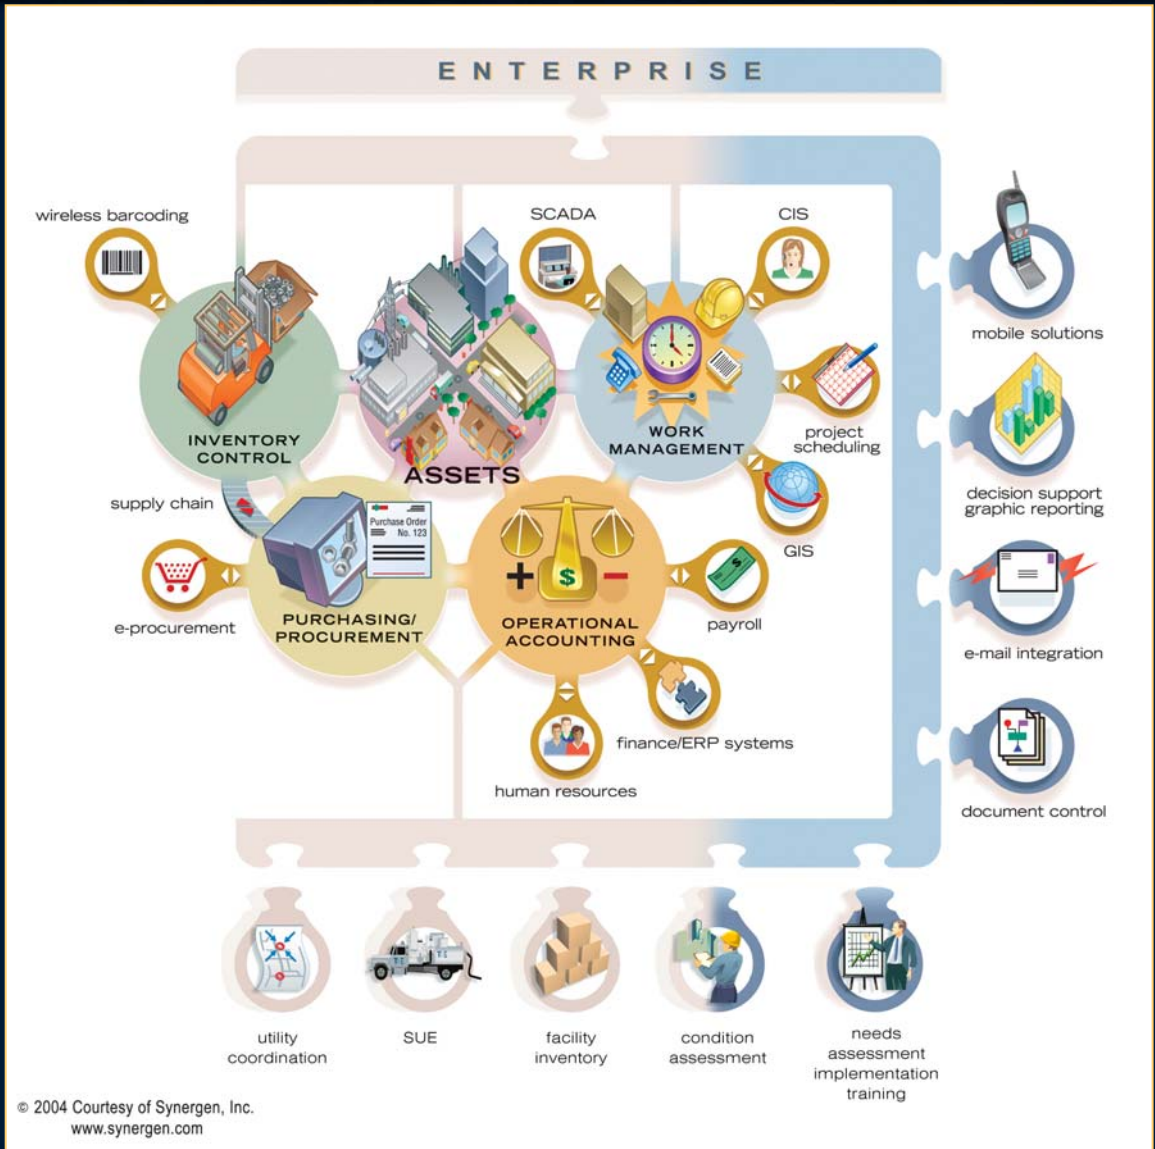 ENTERPRISE
wireless barcoding
SCADA
CIS
mobile solutions
INVENTORY
CONTROL
ASSETS
WORK
MANAGEMENT
project
scheduling
supply chain
Purchase Order
No. 123
GIS
decision support
graphic reporting
e-procurement
PURCHASING/
PROCUREMENT
+ $ −
OPERATIONAL
ACCOUNTING
$
payroll
e-mail integration
finance/ERP systems
human resources
document control
utility
coordination
SUE
facility
inventory
condition
assessment
needs
assessment
implementation
training
© 2004 Courtesy of Synergen, Inc.
www.synergen.com